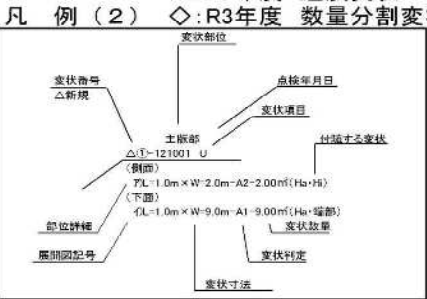 凡 例(2) ◇:R3年度 数量分割変
変状部位
変状番号
△新規
点検年月日
変状項目
主版部
△①-121001 U
付随する変状
(側面)
ｱ)L=1.0m×W=2.0m-A2-2.00㎡(Ha・Hi)
(下面)
ｲ)L=1.0m×W=9.0m-A1-9.00㎡(Ha・端部)
部位詳細
変状数量
展開図記号
変状判定
変状寸法